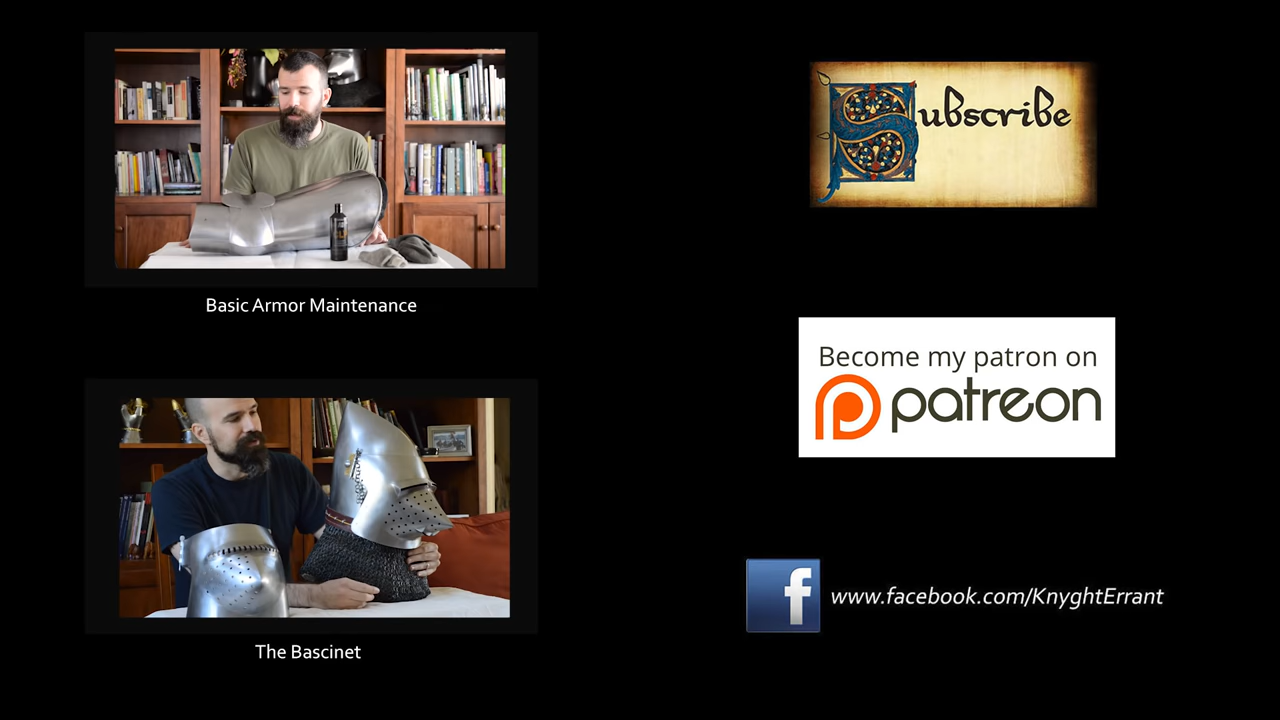 Basic Armor Maintenance
The Bascinet
Subscribe
Become my patron on
patreon
f www.facebook.com/KnyghtErrant